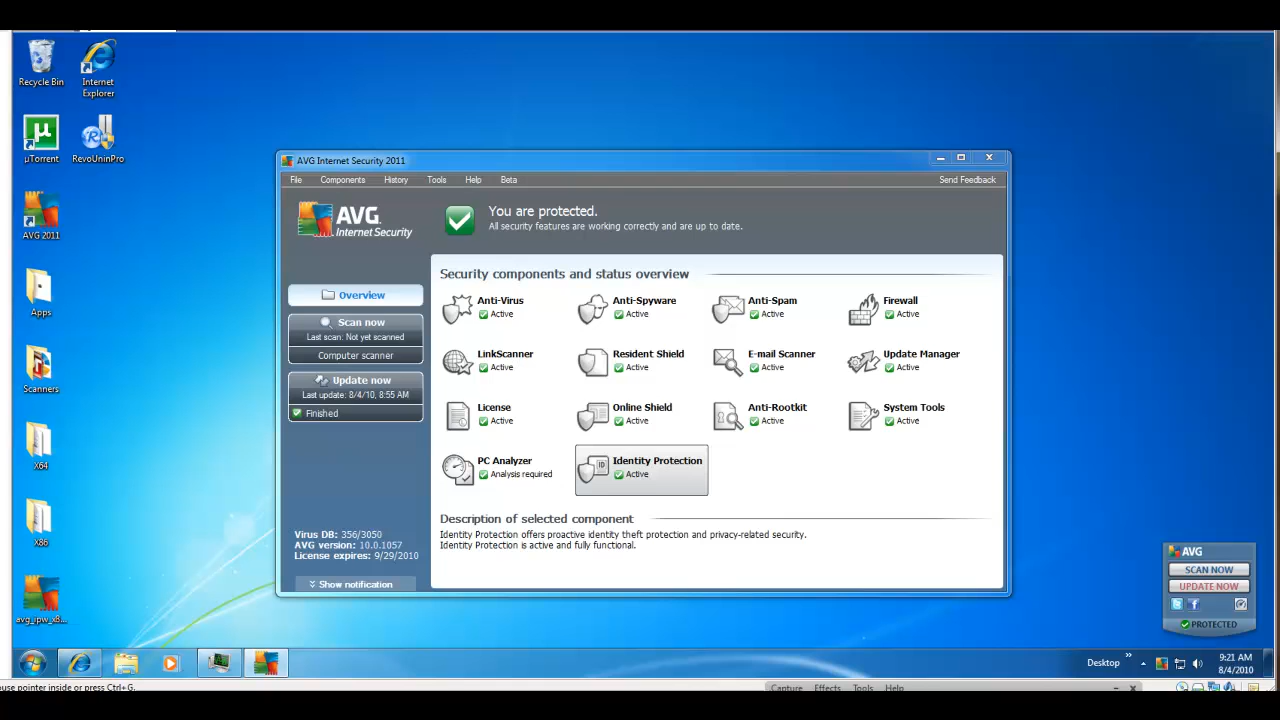 Recycle Bin
Internet
Explorer
µTorrent
RevoUninPro
AVG 2011
Apps
Scanners
X64
X86
avg_ipw_x8...
AVG Internet Security 2011
File Components History Tools Help Beta
Send Feedback
AVG.
Internet Security
You are protected.
All security features are working correctly and are up to date.
Overview
Scan now
Last scan: Not yet scanned
Computer scanner
Update now
Last update: 8/4/10, 8:55 AM
Finished
Virus DB: 356/3050
AVG version: 10.0.1057
License expires: 9/29/2010
Show notification
Security components and status overview
Anti-Virus
Active
Anti-Spyware
Active
Anti-Spam
Active
Firewall
Active
LinkScanner
Active
Resident Shield
Active
E-mail Scanner
Active
Update Manager
Active
License
Active
Online Shield
Active
Anti-Rootkit
Active
System Tools
Active
PC Analyzer
Analysis required
Identity Protection
Active
Description of selected component
Identity Protection offers proactive identity theft protection and privacy-related security.
Identity Protection is active and fully functional.
AVG
SCAN NOW
UPDATE NOW
PROTECTED
Desktop
9:21 AM
8/4/2010
use pointer inside or press Ctrl+G.
Capture Effects Tools Help